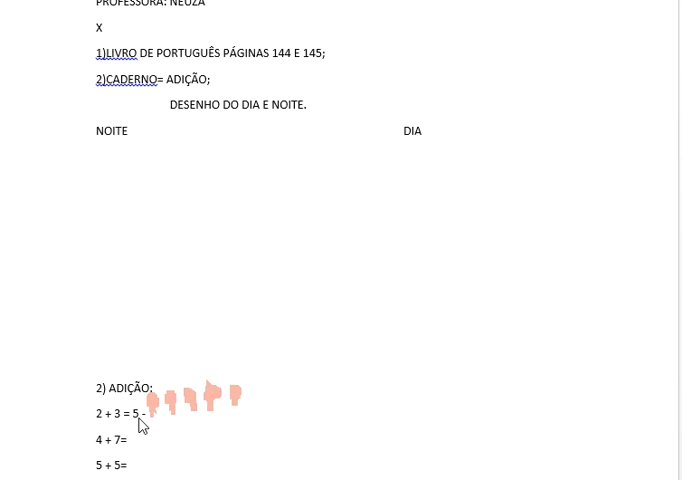 PROFESSORA: NEUZA
X
1)LIVRO DE PORTUGUÊS PÁGINAS 144 E 145;
2)CADERNO= ADIÇÃO;
DESENHO DO DIA E NOITE.
NOITE DIA
2) ADIÇÃO:
2 + 3 = 5 -
4 + 7=
5 + 5=